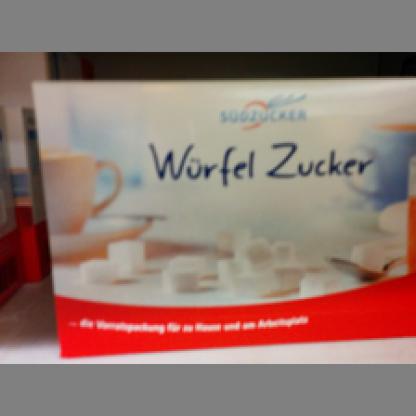 SÜDZUCKER
Würfel Zucker
... die Vorratspackung für zu Hause und am Arbeitsplatz